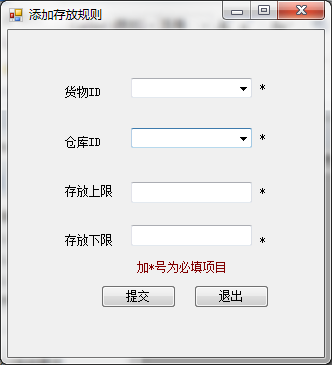 添加存放规则
货物ID *
仓库ID *
存放上限 *
存放下限 *
加*号为必填项目
提交 退出